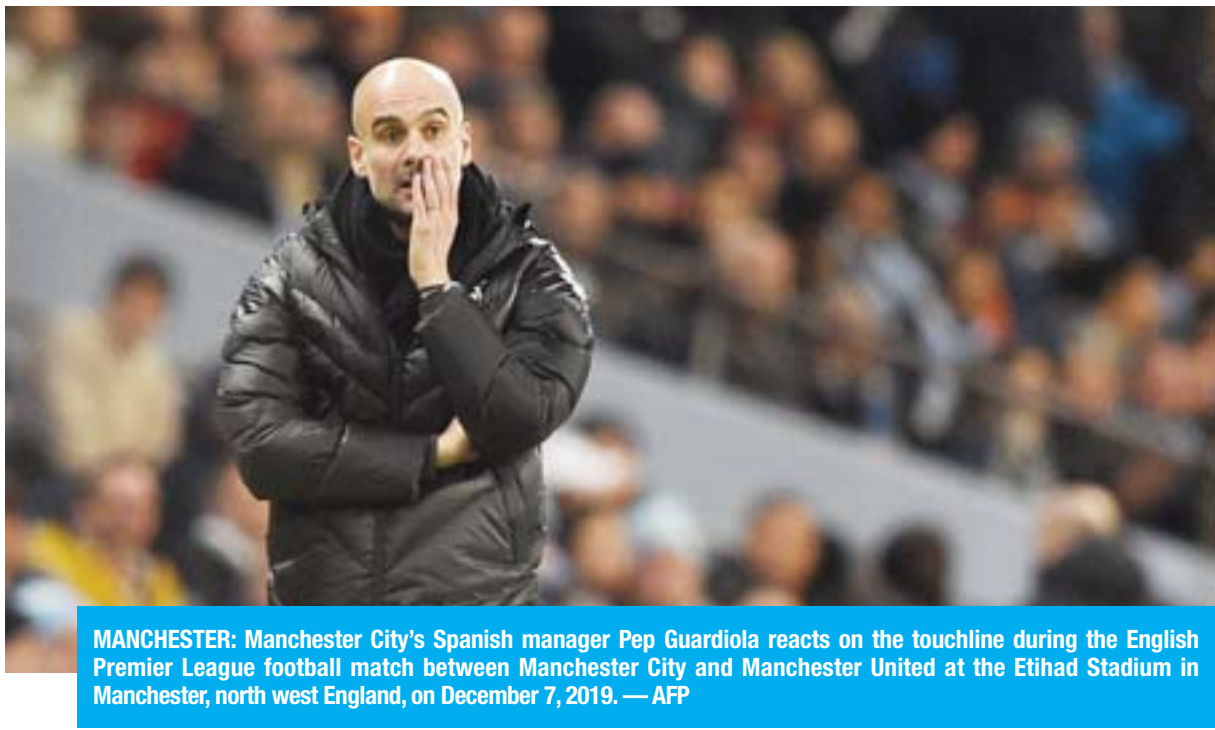 MANCHESTER: Manchester City’s Spanish manager Pep Guardiola reacts on the touchline during the English
Premier League football match between Manchester City and Manchester United at the Etihad Stadium in
Manchester, north west England, on December 7, 2019. — AFP